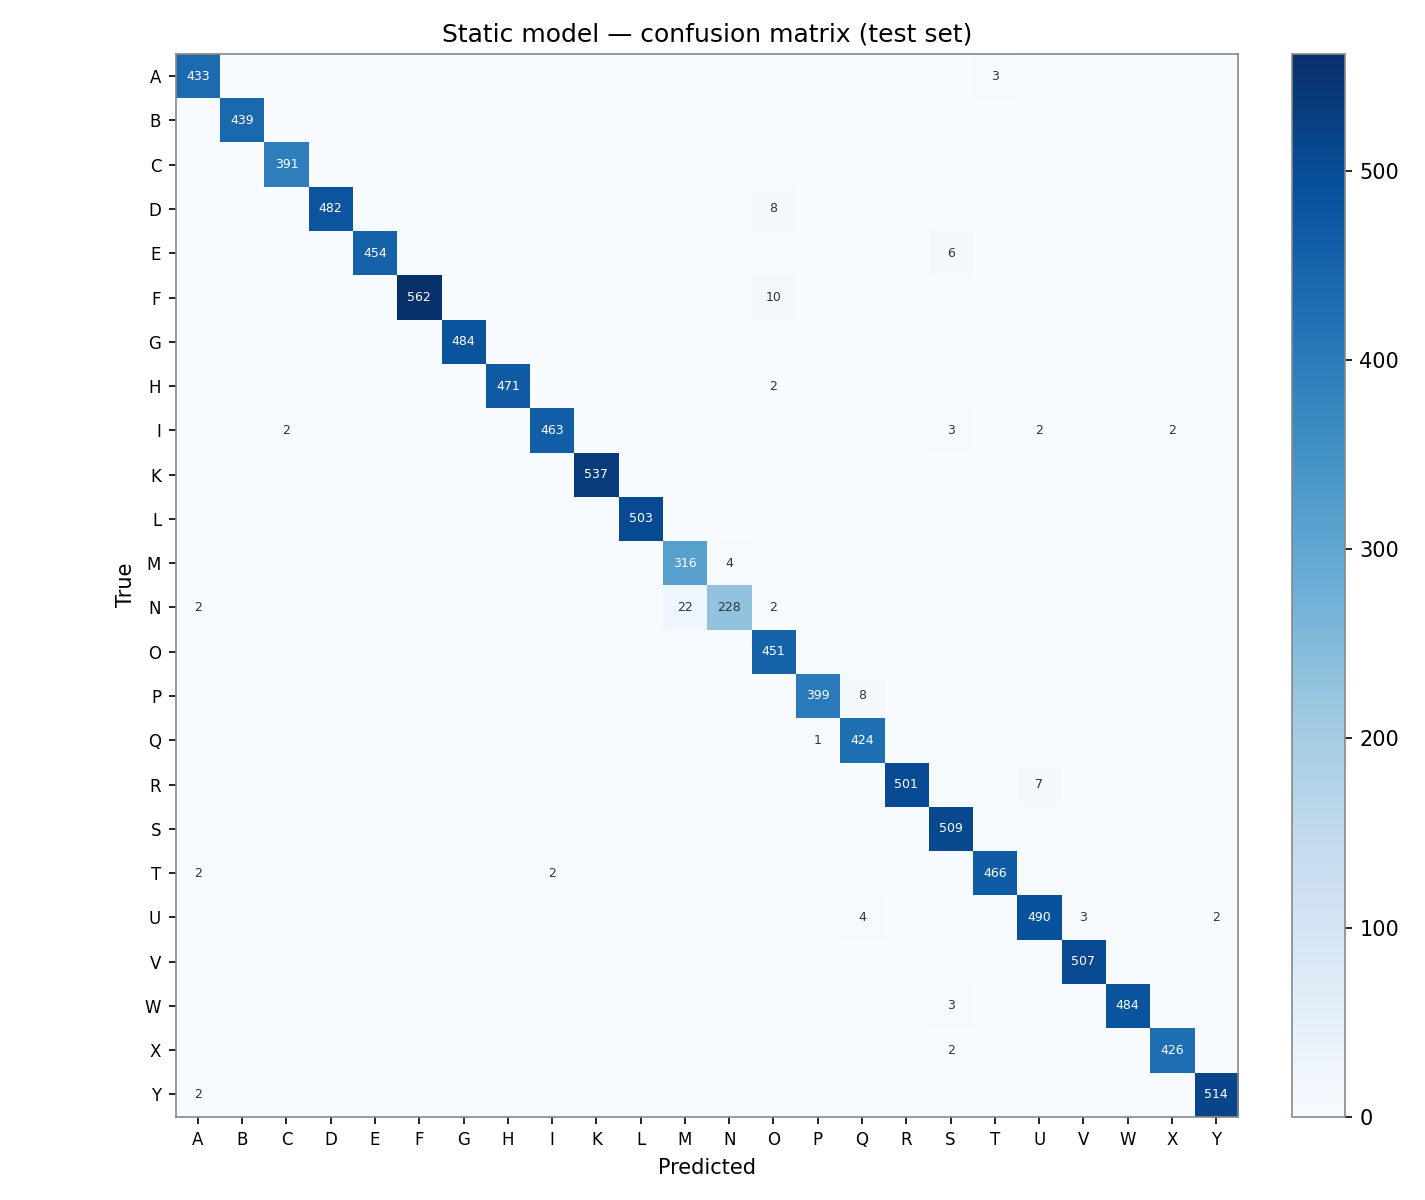 Static model — confusion matrix (test set)
A 433 3
B 439
C 391
D 482 8
E 454 6
F 562 10
G 484
H 471 2
I 2 463 3 2 2
K 537
L 503
M 316 4
N 2 22 228 2
O 451
P 399 8
Q 1 424
R 501 7
S 509
T 2 2 466
U 4 490 3 2
V 507
W 3 484
X 2 426
Y 2 514
True
A B C D E F G H I K L M N O P Q R S T U V W X Y
Predicted
500
400
300
200
100
0